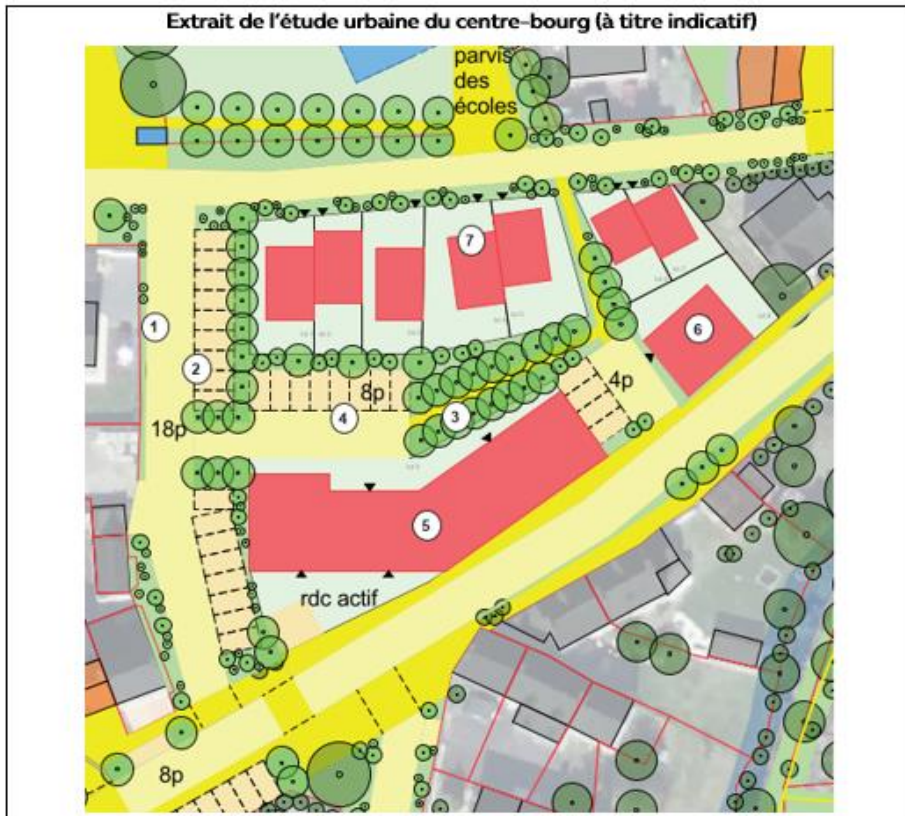 Extrait de l'étude urbaine du centre-bourg (à titre indicatif)
parvis
des
écoles
7
1
6
2
8p
4p
3
4
18p
5
rdc actif
8p